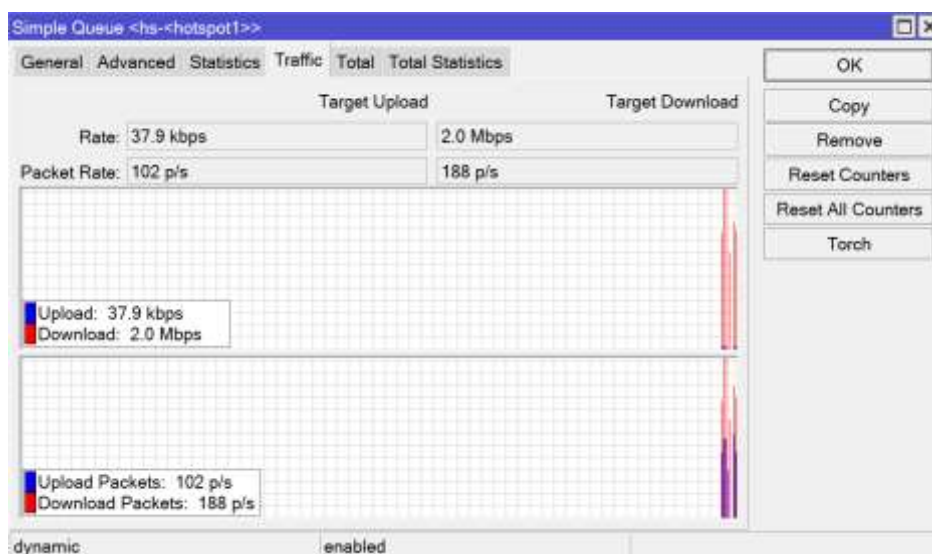 Simple Queue <hs-<hotspot1>>
General Advanced Statistics Traffic Total Total Statistics
Target Upload Target Download
Rate: 37.9 kbps 2.0 Mbps
Packet Rate: 102 p/s 188 p/s
Upload: 37.9 kbps
Download: 2.0 Mbps
Upload Packets: 102 p/s
Download Packets: 188 p/s
OK
Copy
Remove
Reset Counters
Reset All Counters
Torch
dynamic enabled